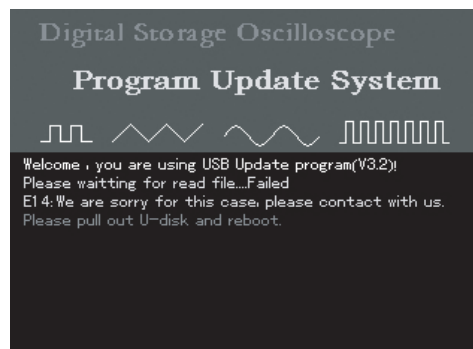 Digital Storage Oscilloscope
Program Update System
Welcome , you are using USB Update program(V3.2)!
Please waitting for read file....Failed
E14:We are sorry for this case, please contact with us.
Please pull out U-disk and reboot.